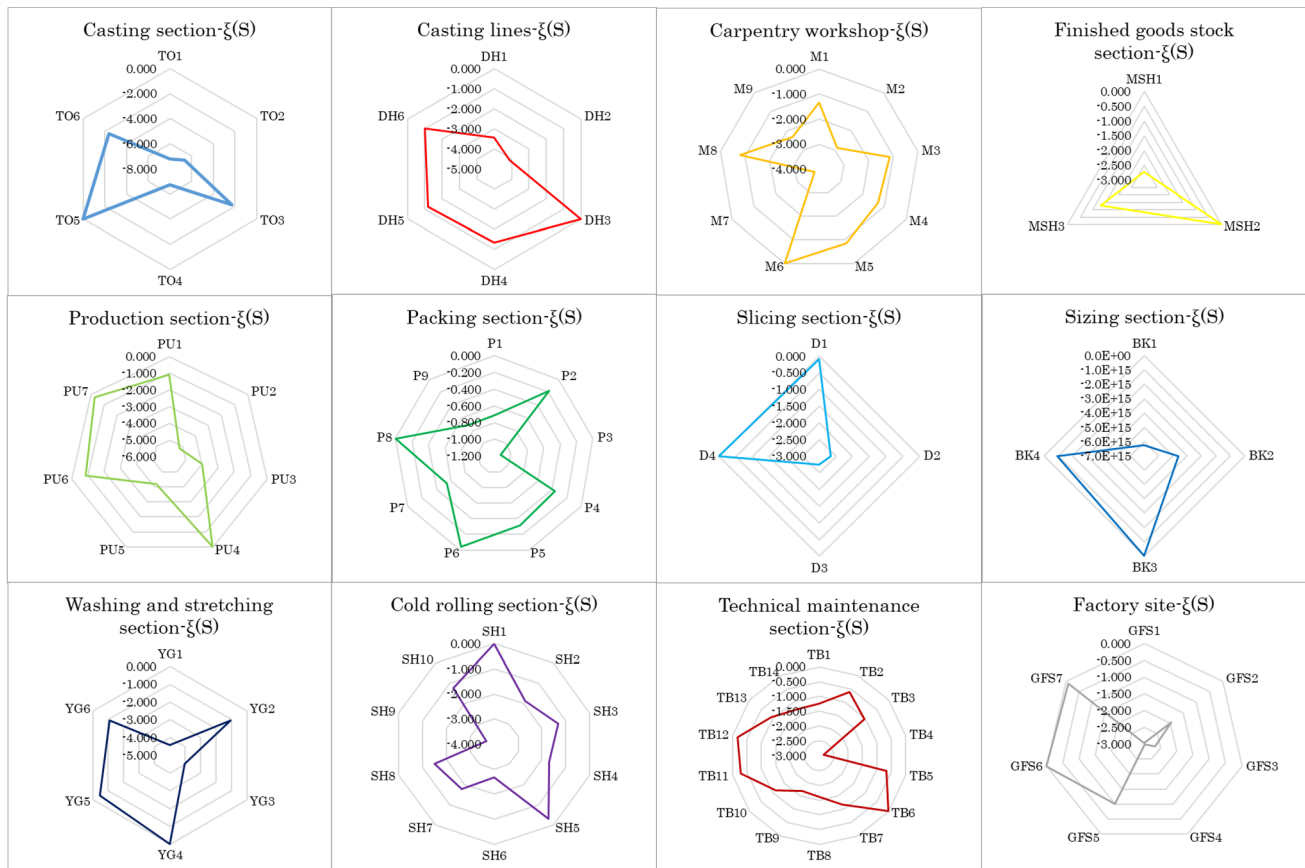 Casting section-ξ(S)
TO1
0.000
-2.000
-4.000
-6.000
-8.000
TO2
TO3
TO4
TO5
TO6
Casting lines-ξ(S)
DH1
0.000
-1.000
-2.000
-3.000
-4.000
-5.000
DH2
DH3
DH4
DH5
DH6
Carpentry workshop-ξ(S)
M1
0.000
-1.000
-2.000
-3.000
-4.000
M2
M3
M4
M5
M6
M7
M8
M9
Finished goods stock
section-ξ(S)
MSH1
0.000
-0.500
-1.000
-1.500
-2.000
-2.500
-3.000
MSH2
MSH3
Production section-ξ(S)
PU1
0.000
-1.000
-2.000
-3.000
-4.000
-5.000
-6.000
PU2
PU3
PU4
PU5
PU6
PU7
Packing section-ξ(S)
P1
0.000
-0.200
-0.400
-0.600
-0.800
-1.000
-1.200
P2
P3
P4
P5
P6
P7
P8
P9
Slicing section-ξ(S)
D1
0.000
-0.500
-1.000
-1.500
-2.000
-2.500
-3.000
D2
D3
D4
Sizing section-ξ(S)
BK1
0.0E+00
-1.0E+15
-2.0E+15
-3.0E+15
-4.0E+15
-5.0E+15
-6.0E+15
-7.0E+15
BK2
BK3
BK4
Washing and stretching
section-ξ(S)
YG1
0.000
-1.000
-2.000
-3.000
-4.000
-5.000
YG2
YG3
YG4
YG5
YG6
Cold rolling section-ξ(S)
SH1
0.000
-1.000
-2.000
-3.000
-4.000
SH2
SH3
SH4
SH5
SH6
SH7
SH8
SH9
SH10
Technical maintenance
section-ξ(S)
TB1
0.000
-0.500
-1.000
-1.500
-2.000
-2.500
-3.000
TB2
TB3
TB4
TB5
TB6
TB7
TB8
TB9
TB10
TB11
TB12
TB13
TB14
Factory site-ξ(S)
GFS1
0.000
-0.500
-1.000
-1.500
-2.000
-2.500
-3.000
GFS2
GFS3
GFS4
GFS5
GFS6
GFS7